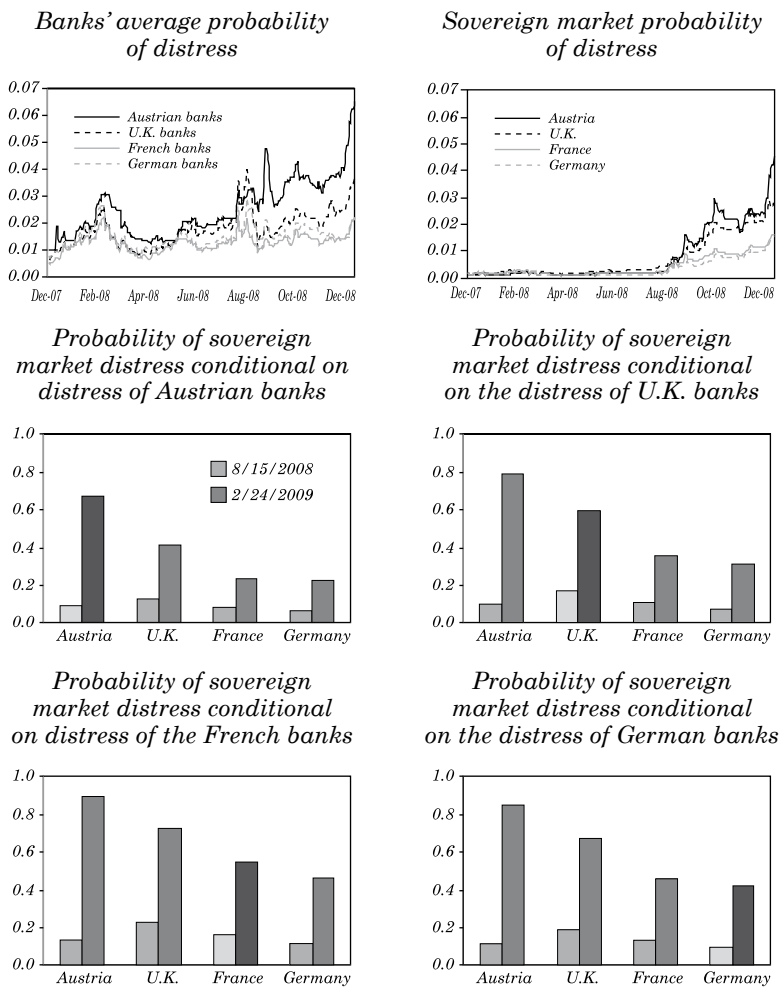 Banks' average probability
of distress
0.07
0.06
0.05
0.04
0.03
0.02
0.01
0.00
Austrian banks
U.K. banks
French banks
German banks
Dec-07 Feb-08 Apr-08 Jun-08 Aug-08 Oct-08 Dec-08
Sovereign market probability
of distress
0.07
0.06
0.05
0.04
0.03
0.02
0.01
0.00
Austria
U.K.
France
Germany
Dec-07 Feb-08 Apr-08 Jun-08 Aug-08 Oct-08 Dec-08
Probability of sovereign
market distress conditional on
distress of Austrian banks
1.0
0.8
0.6
0.4
0.2
0.0
8/15/2008
2/24/2009
Austria U.K. France Germany
Probability of sovereign
market distress conditional
on the distress of U.K. banks
1.0
0.8
0.6
0.4
0.2
0.0
Austria U.K. France Germany
Probability of sovereign
market distress conditional
on distress of the French banks
1.0
0.8
0.6
0.4
0.2
0.0
Austria U.K. France Germany
Probability of sovereign
market distress conditional
on the distress of German banks
1.0
0.8
0.6
0.4
0.2
0.0
Austria U.K. France Germany